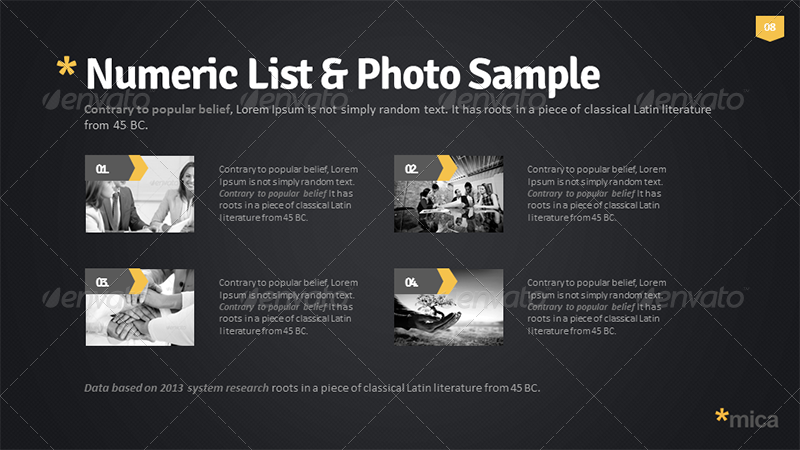 08
* Numeric List & Photo Sample
Contrary to popular belief, Lorem Ipsum is not simply random text. It has roots in a piece of classical Latin literature
from 45 BC.
01.
Contrary to popular belief, Lorem
Ipsum is not simply random text.
Contrary to popular belief It has
roots in a piece of classical Latin
literature from 45 BC.
02.
Contrary to popular belief, Lorem
Ipsum is not simply random text.
Contrary to popular belief It has
roots in a piece of classical Latin
literature from 45 BC.
03.
Contrary to popular belief, Lorem
Ipsum is not simply random text.
Contrary to popular belief It has
roots in a piece of classical Latin
literature from 45 BC.
04.
Contrary to popular belief, Lorem
Ipsum is not simply random text.
Contrary to popular belief It has
roots in a piece of classical Latin
literature from 45 BC.
Data based on 2013 system research roots in a piece of classical Latin literature from 45 BC.
*mica
envato
envato
envato
envato
envato
envato
envato
envato